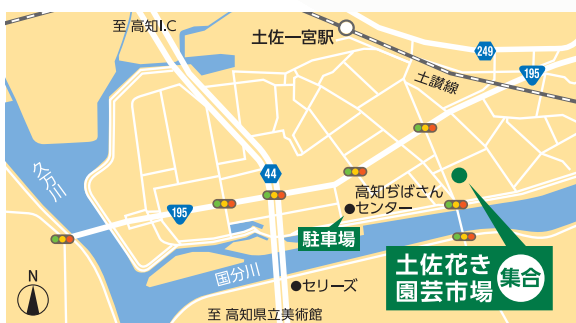 至 高知I.C
土佐一宮駅
249
195
土讃線
久万川
44
高知ぢばさん
センター
195
駐車場
国分川
土佐花き
園芸市場
集合
セリーズ
N
至 高知県立美術館